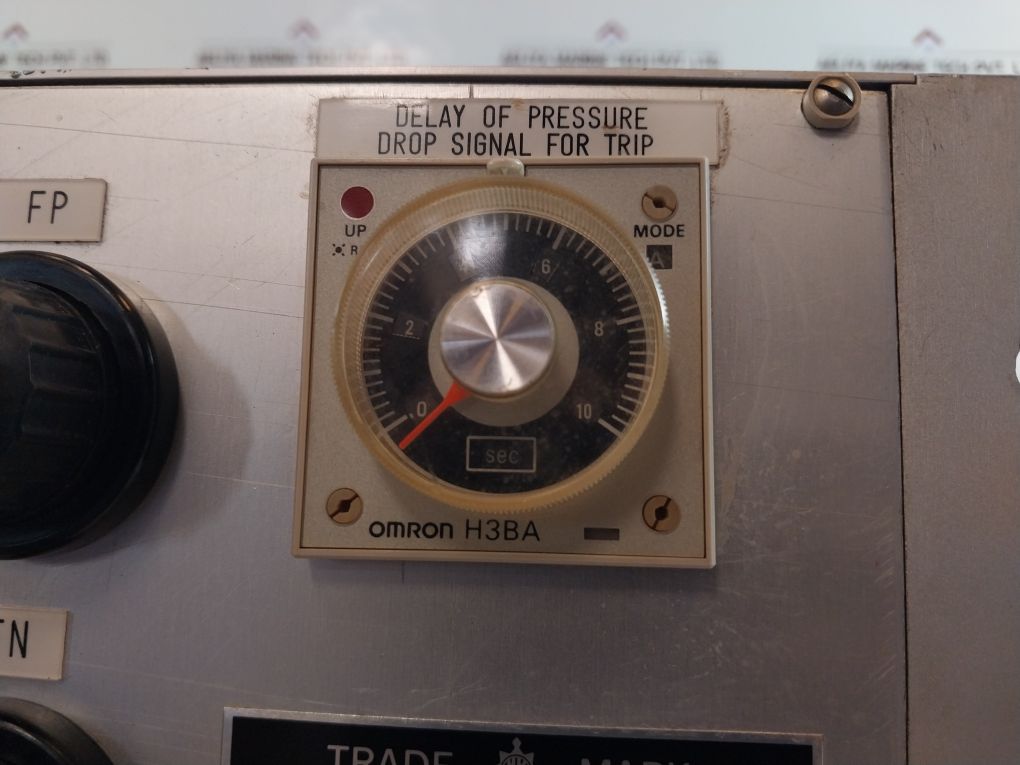 DELAY OF PRESSURE
DROP SIGNAL FOR TRIP
FP
UP
R
MODE
A
6
2
8
0
10
sec
OMRON H3BA
TN
TRADE MARK